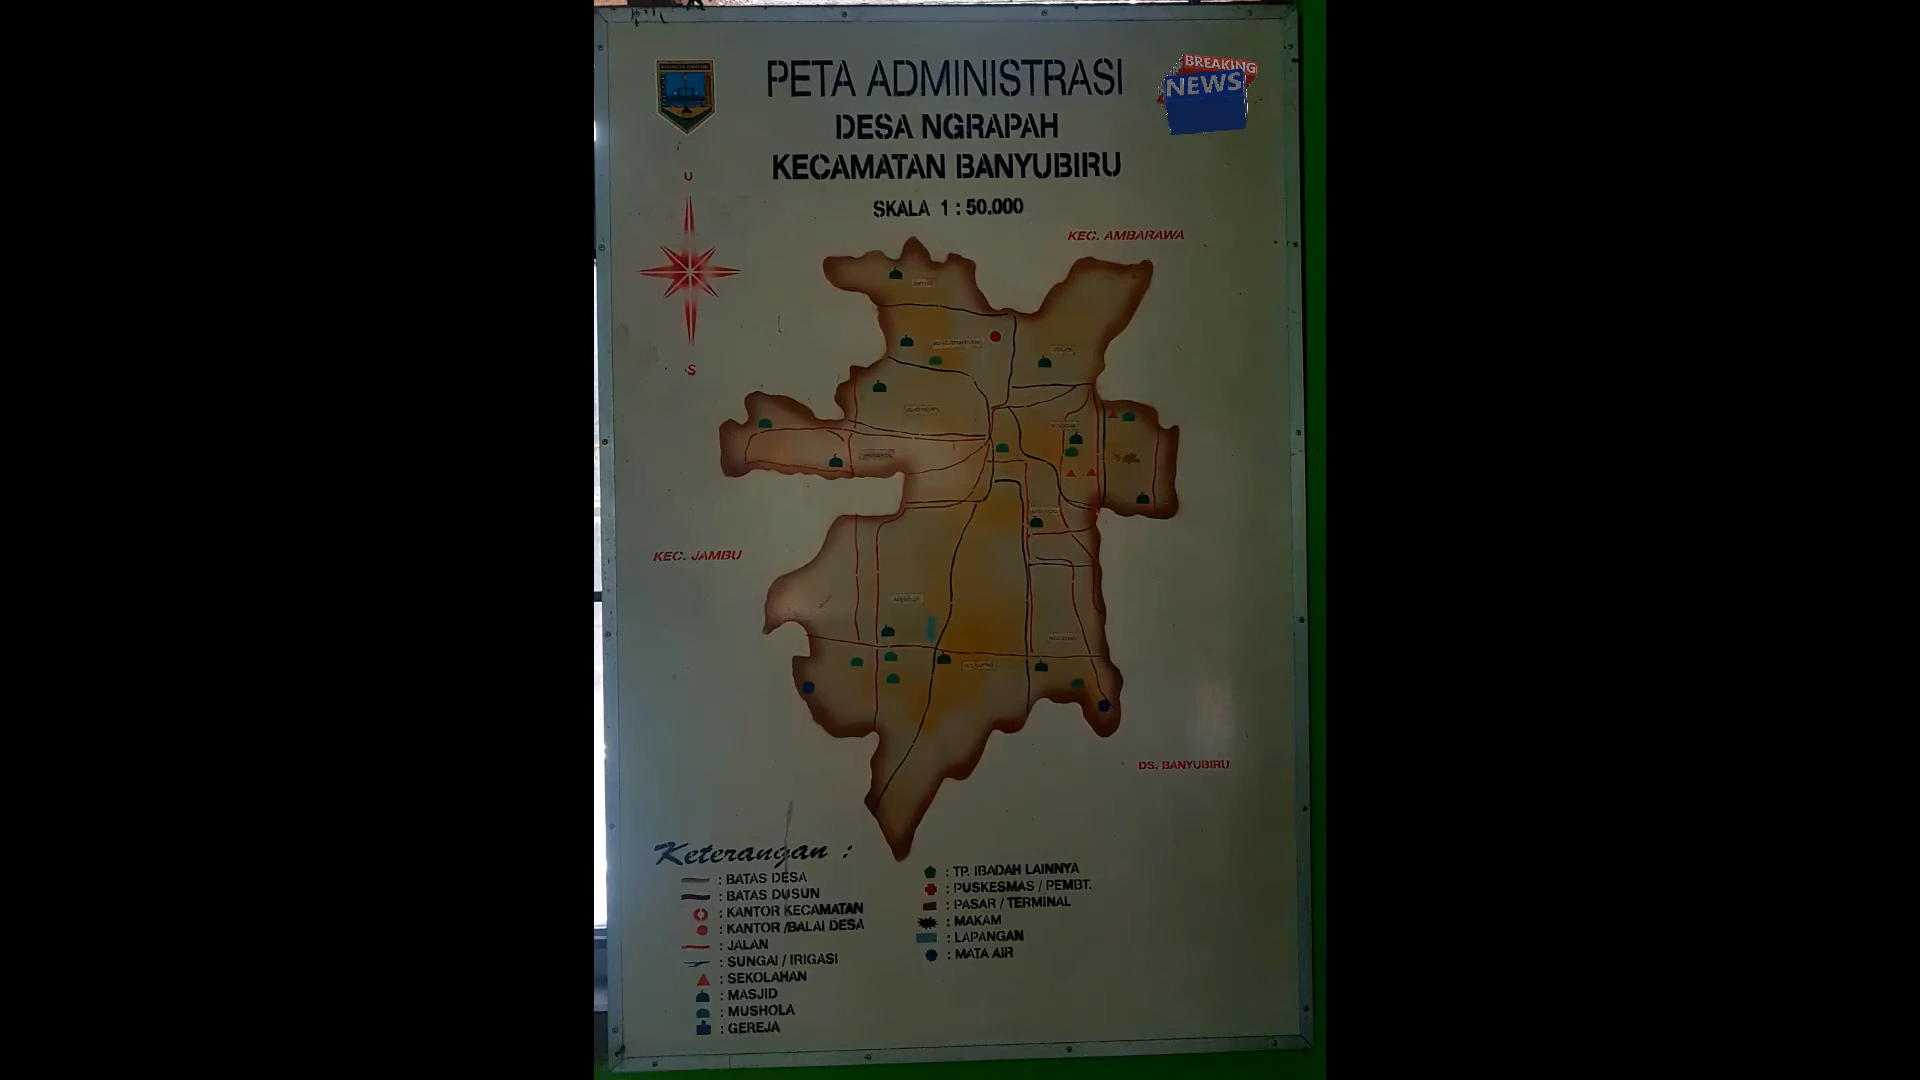 BREAKING
NEWS
PETA ADMINISTRASI
DESA NGRAPAH
KECAMATAN BANYUBIRU
SKALA 1 : 50.000
U
S
KEC. AMBARAWA
KEC. JAMBU
DS. BANYUBIRU
Keterangan :
: BATAS DESA
: BATAS DUSUN
: KANTOR KECAMATAN
: KANTOR /BALAI DESA
: JALAN
: SUNGAI / IRIGASI
: SEKOLAHAN
: MASJID
: MUSHOLA
: GEREJA
: TP. IBADAH LAINNYA
: PUSKESMAS / PEMBT.
: PASAR / TERMINAL
: MAKAM
: LAPANGAN
: MATA AIR